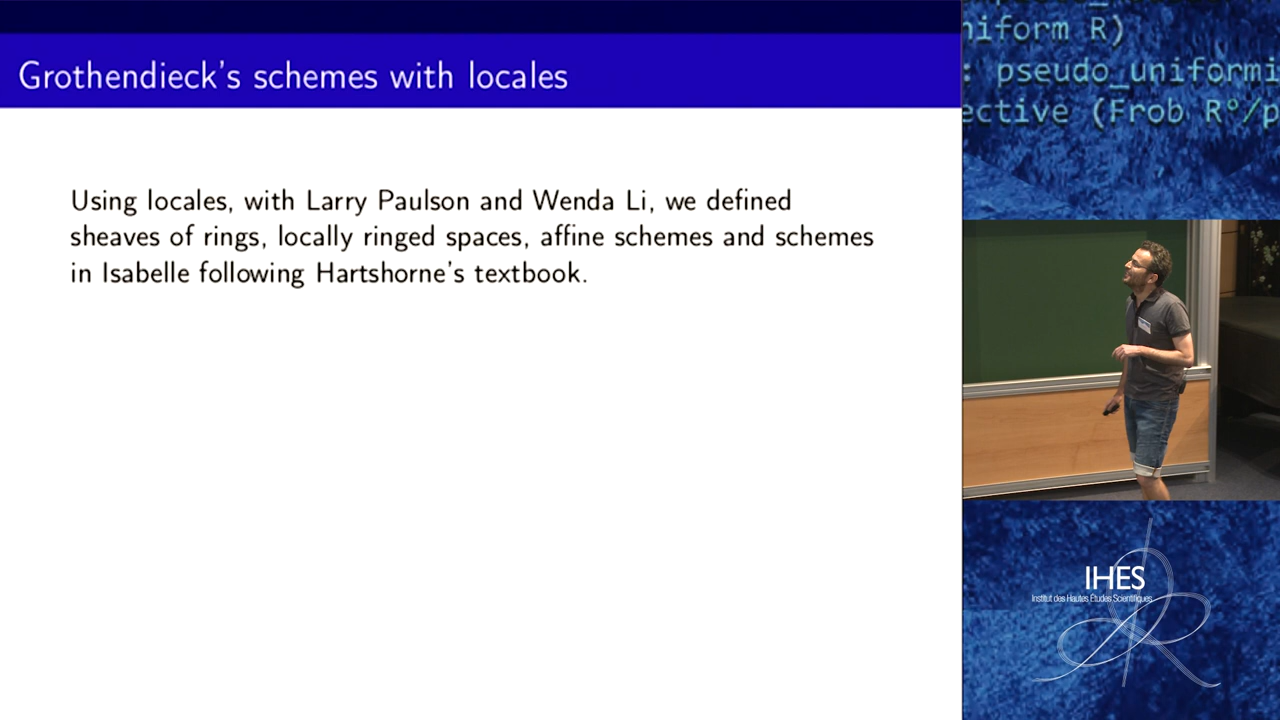 Grothendieck's schemes with locales
Using locales, with Larry Paulson and Wenda Li, we defined
sheaves of rings, locally ringed spaces, affine schemes and schemes
in Isabelle following Hartshorne's textbook.
niform R)
: pseudo_uniformi
ective (Frob R°/p
IHES
Institut des Hautes Études Scientifiques